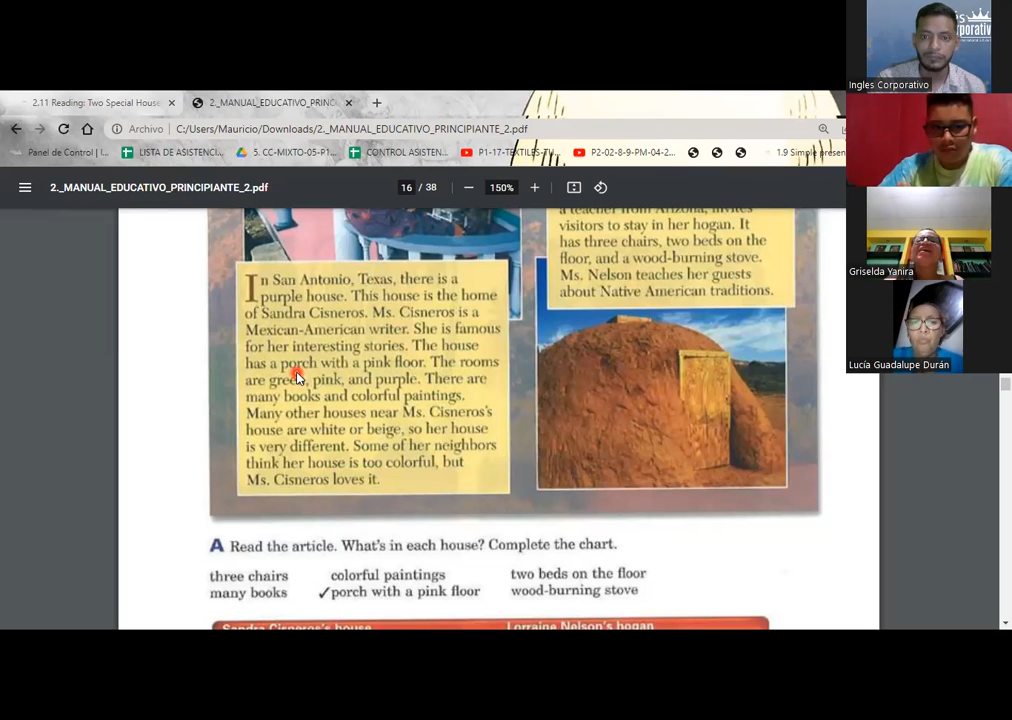 2.11 Reading: Two Special House
2._MANUAL_EDUCATIVO_PRINC
Archivo
C:/Users/Mauricio/Downloads/2._MANUAL_EDUCATIVO_PRINCIPIANTE_2.pdf
Panel de Control | I...
LISTA DE ASISTENCI...
5. CC-MIXTO-05-P1...
CONTROL ASISTEN...
P1-17-TEXTILES-TU...
P2-02-8-9-PM-04-2...
1.9 Simple presen
2._MANUAL_EDUCATIVO_PRINCIPIANTE_2.pdf
16 / 38
150%
a teacher from Arizona, invites
visitors to stay in her hogan. It
has three chairs, two beds on the
floor, and a wood-burning stove.
Ms. Nelson teaches her guests
about Native American traditions.
In San Antonio, Texas, there is a
purple house. This house is the home
of Sandra Cisneros. Ms. Cisneros is a
Mexican-American writer. She is famous
for her interesting stories. The house
has a porch with a pink floor. The rooms
are green, pink, and purple. There are
many books and colorful paintings.
Many other houses near Ms. Cisneros's
house are white or beige, so her house
is very different. Some of her neighbors
think her house is too colorful, but
Ms. Cisneros loves it.
A Read the article. What's in each house? Complete the chart.
three chairs colorful paintings two beds on the floor
many books ✓porch with a pink floor wood-burning stove
Sandra Cisneros's house Lorraine Nelson's hogan
Ingles Corporativo
Griselda Yanira
Lucía Guadalupe Durán